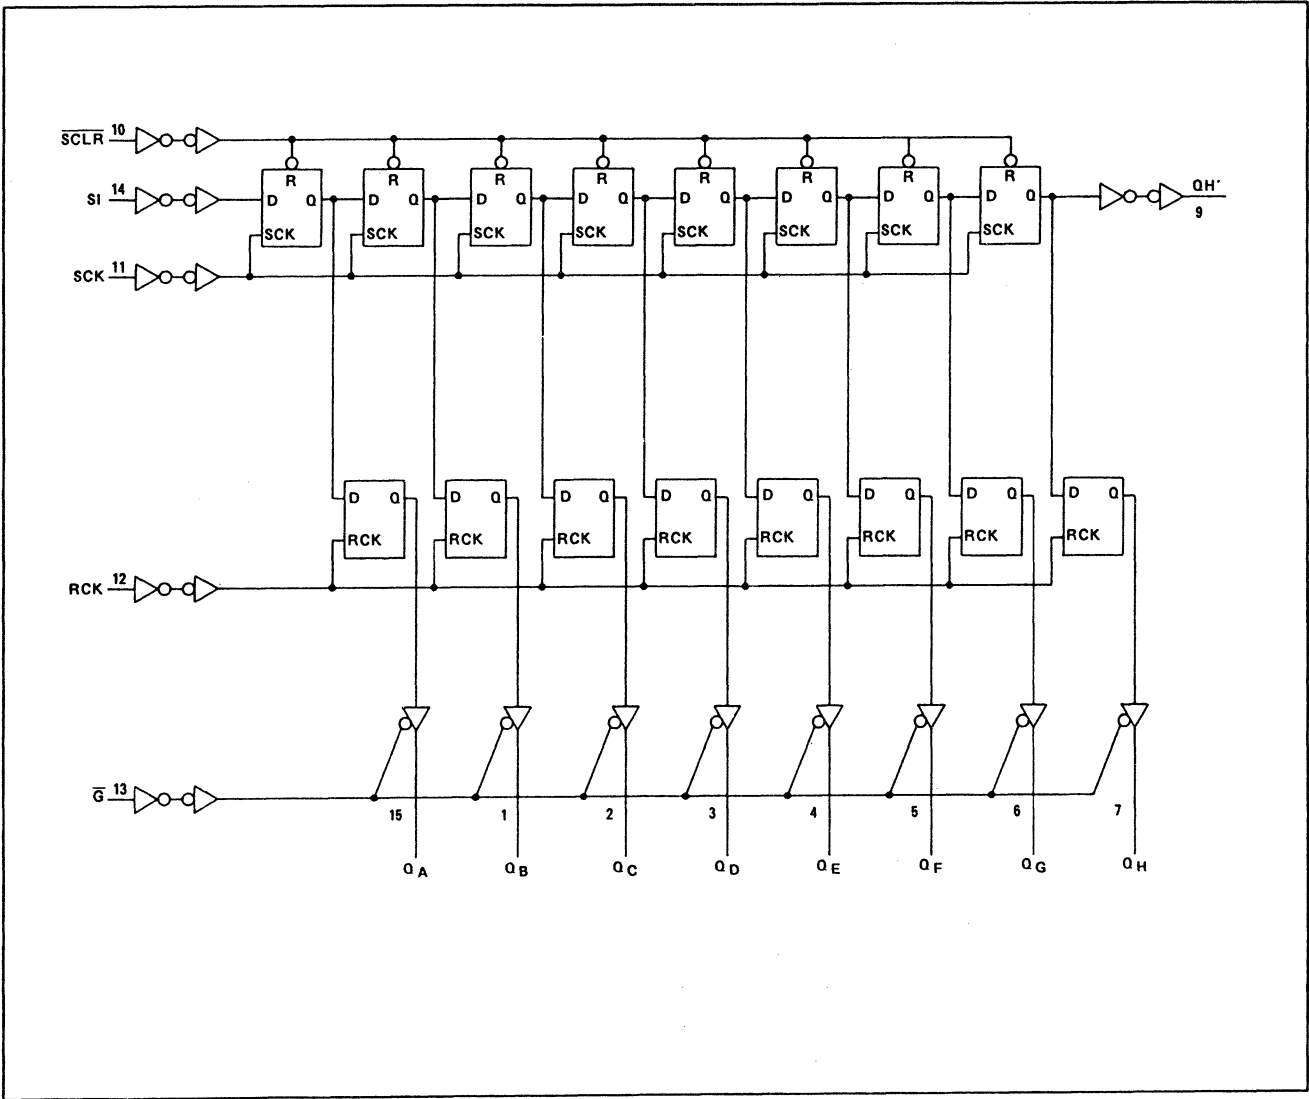 S̅C̅L̅R̅ 10
R R R R R R R R
SI 14 D Q D Q D Q D Q D Q D Q D Q D Q QH' 9
SCK SCK SCK SCK SCK SCK SCK SCK
SCK 11
D Q D Q D Q D Q D Q D Q D Q D Q
RCK RCK RCK RCK RCK RCK RCK RCK
RCK 12
G̅ 13
15 1 2 3 4 5 6 7
QA QB QC QD QE QF QG QH